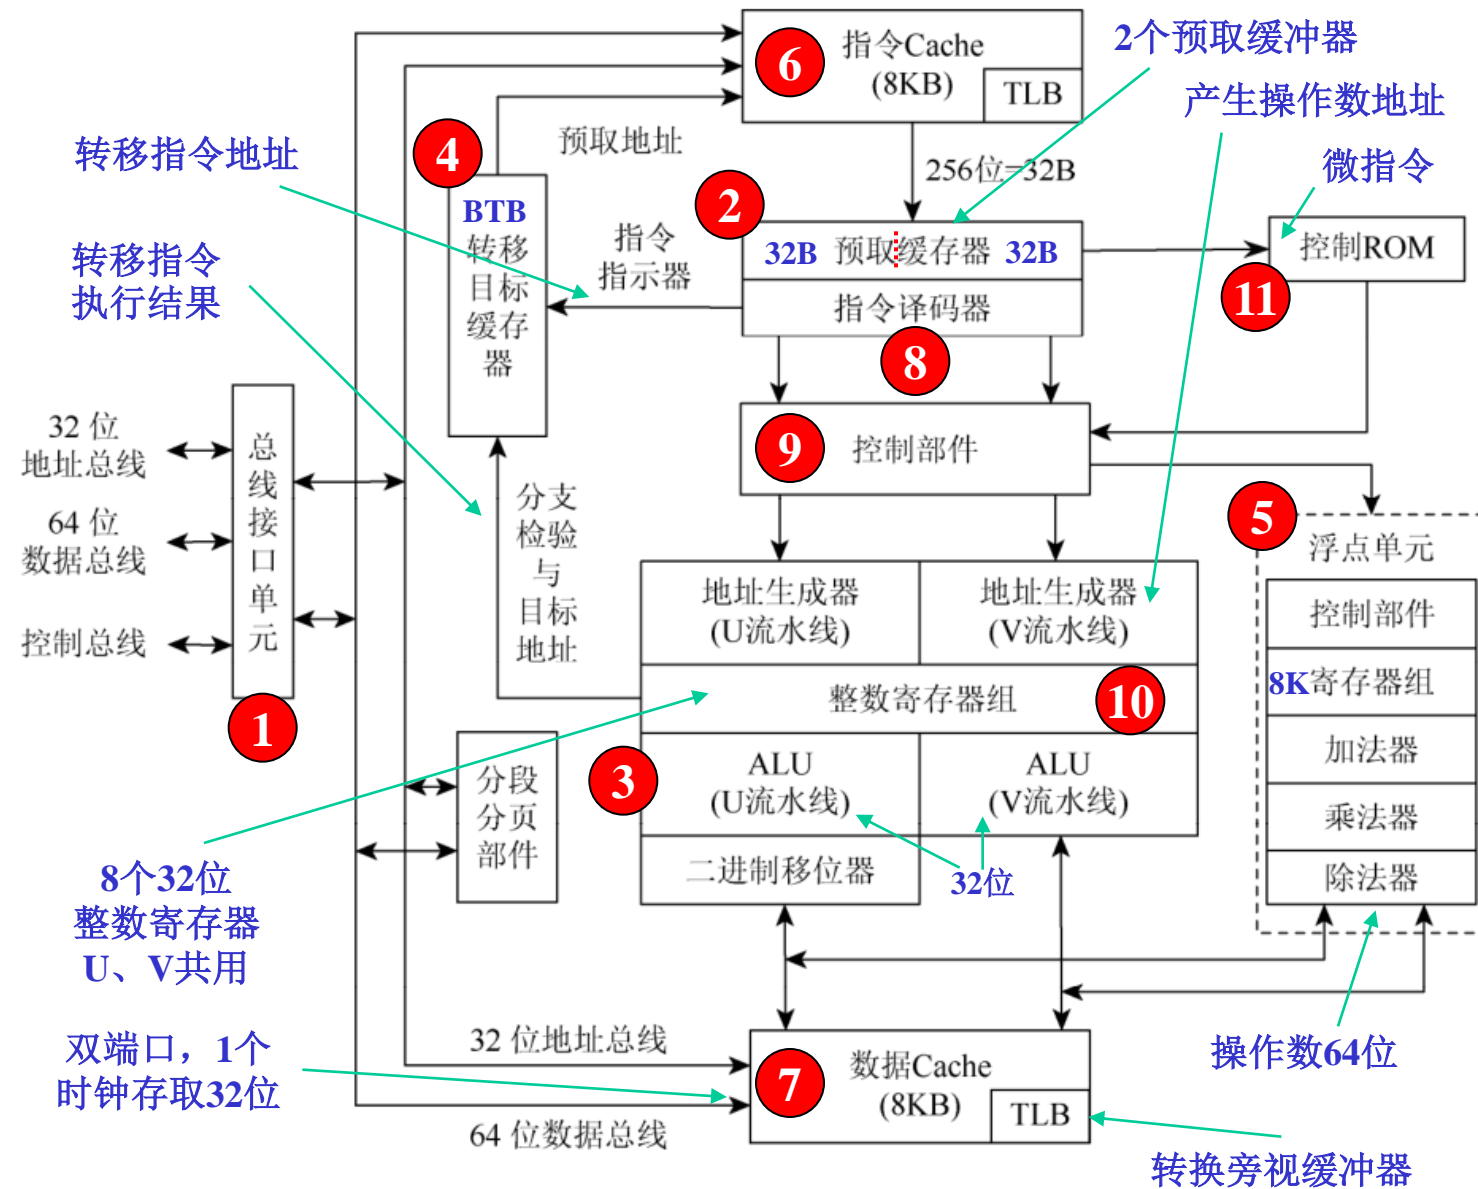 6
指令Cache
(8KB)
TLB
2个预取缓冲器
产生操作数地址
微指令
转移指令地址
4
预取地址
256位=32B
2
BTB
转移
目标
缓存
器
指令
指示器
32B 预取缓存器 32B
指令译码器
8
控制ROM
11
转移指令
执行结果
9
控制部件
32 位
地址总线
64 位
数据总线
控制总线
总
线
接
口
单
元
1
分支
检验
与
目标
地址
5
浮点单元
控制部件
8K寄存器组
加法器
乘法器
除法器
地址生成器
(U流水线)
地址生成器
(V流水线)
整数寄存器组
10
3
ALU
(U流水线)
ALU
(V流水线)
二进制移位器
32位
分段
分页
部件
8个32位
整数寄存器
U、V共用
双端口，1个
时钟存取32位
32 位地址总线
64 位数据总线
7
数据Cache
(8KB)
TLB
操作数64位
转换旁视缓冲器